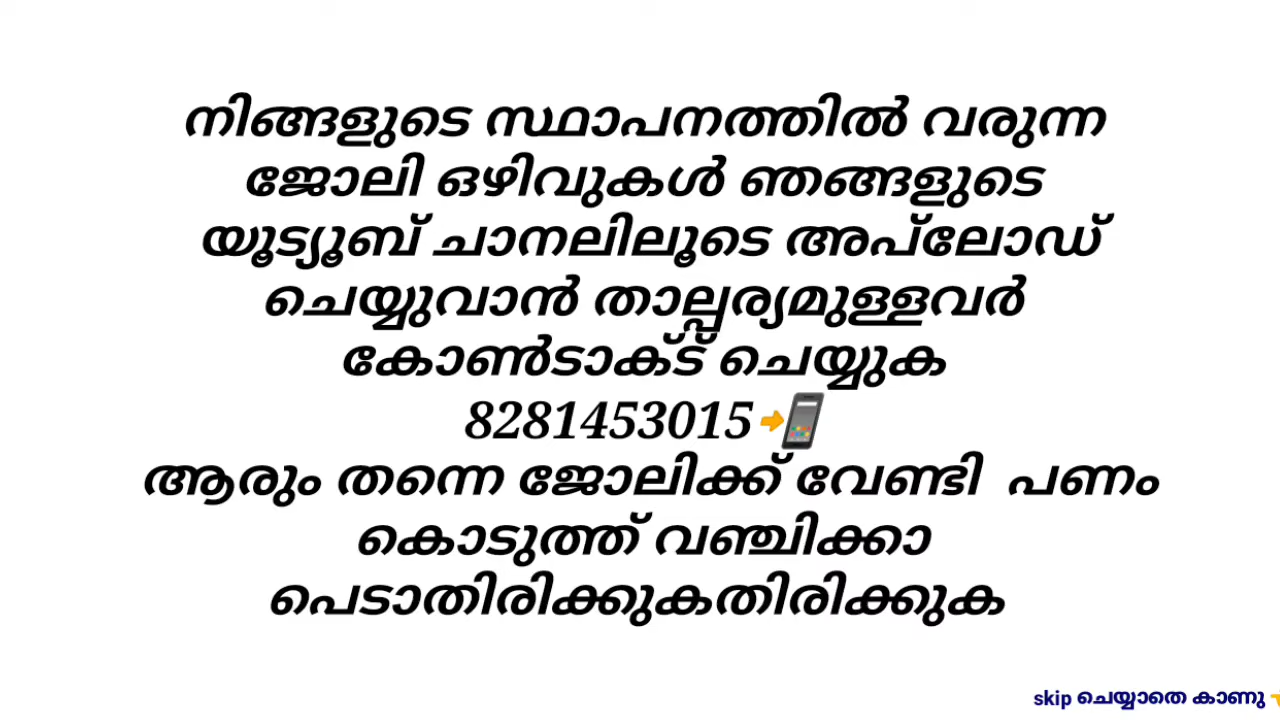 നിങ്ങളുടെ സ്ഥാപനത്തിൽ വരുന്ന
ജോലി ഒഴിവുകൾ ഞങ്ങളുടെ
യൂട്യൂബ് ചാനലിലൂടെ അപ്‌ലോഡ്
ചെയ്യുവാൻ താല്പര്യമുള്ളവർ
കോൺടാക്ട് ചെയ്യുക
8281453015
ആരും തന്നെ ജോലിക്ക് വേണ്ടി പണം
കൊടുത്ത് വഞ്ചിക്കാ
പെടാതിരിക്കുകതിരിക്കുക
skip ചെയ്യാതെ കാണു